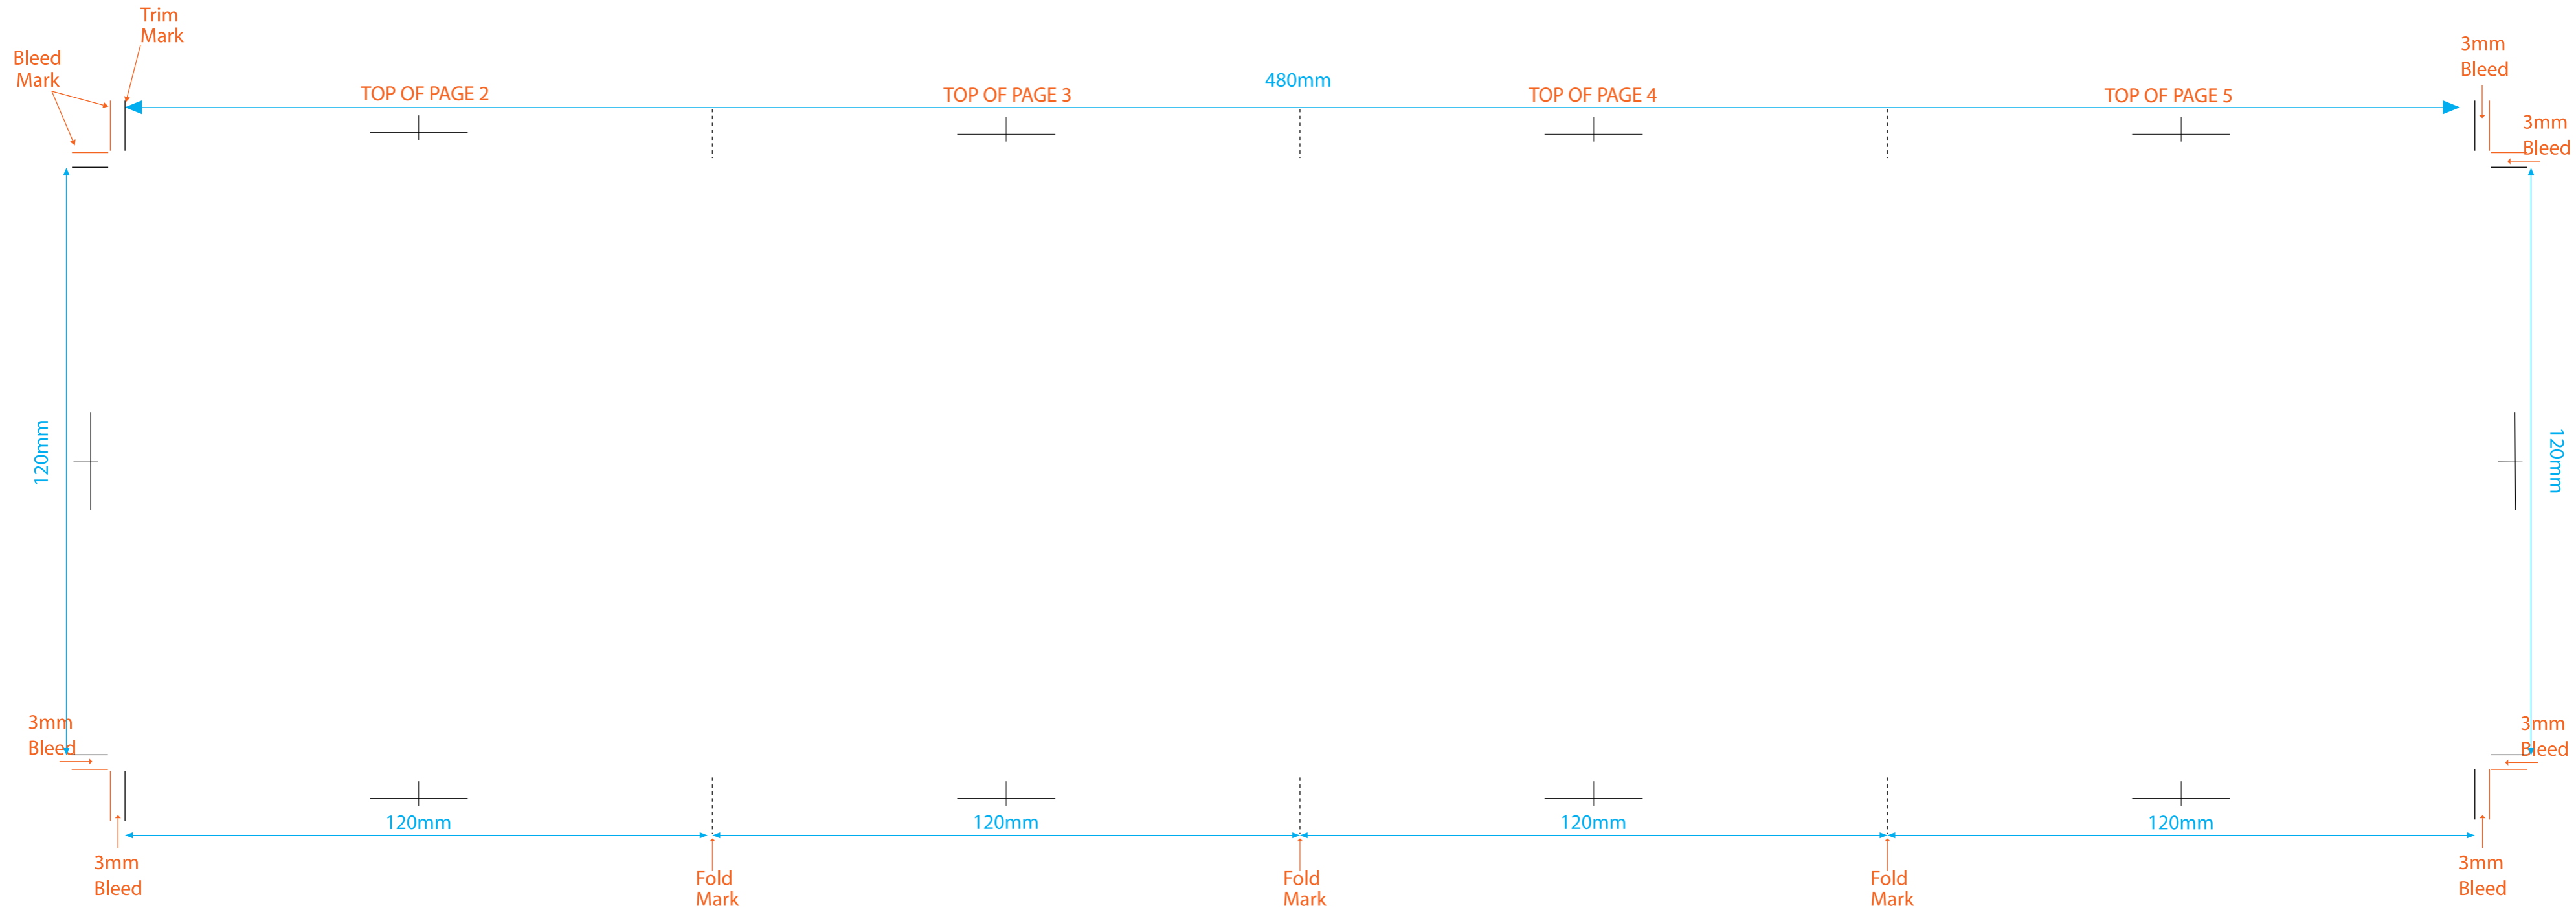 Trim
Mark
Bleed
Mark
TOP OF PAGE 2
TOP OF PAGE 3
480mm
TOP OF PAGE 4
TOP OF PAGE 5
3mm
Bleed
3mm
Bleed
120mm
120mm
3mm
Bleed
3mm
Bleed
120mm
120mm
120mm
120mm
3mm
Bleed
Fold
Mark
Fold
Mark
Fold
Mark
3mm
Bleed